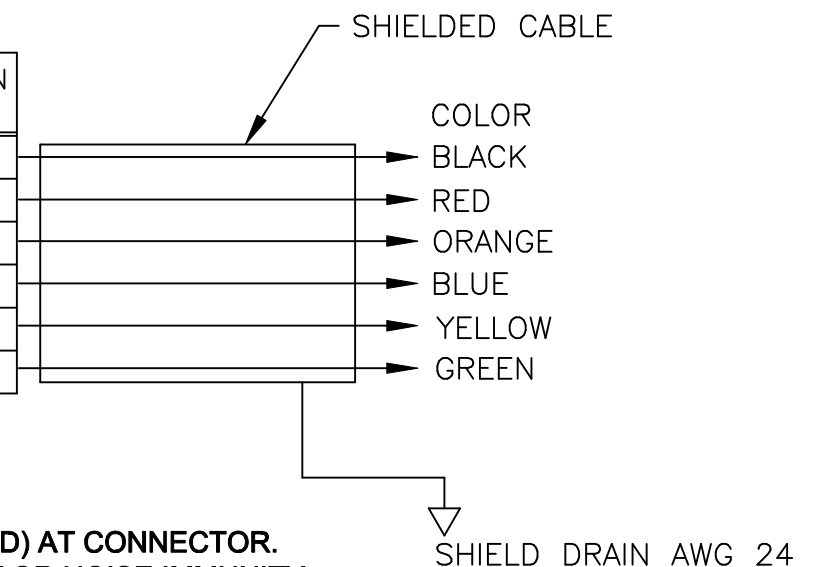 SHIELDED CABLE
N
COLOR
BLACK
RED
ORANGE
BLUE
YELLOW
GREEN
D) AT CONNECTOR.
SHIELD DRAIN AWG 24